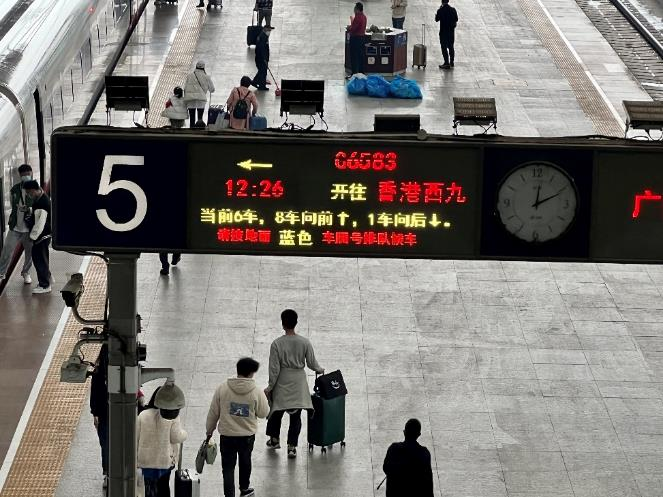 5
← G6583
12:26 开往 香港西九
当前6车，8车向前↑，1车向后↓。
请按地面 蓝色 车厢号排队候车
12
广